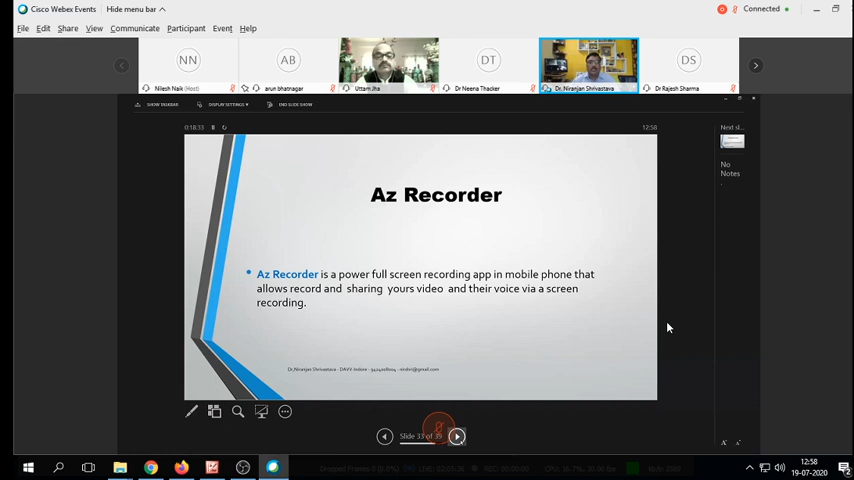 Cisco Webex Events
Hide menu bar
Connected
File Edit Share View Communicate Participant Event Help
NN
AB
DT
DS
Nilesh Naik (Host)
arun bhatnagar
Uttam Jha
Dr Neena Thacker
Dr. Niranjan Shrivastava
Dr Rajesh Sharma
SHOW TASKBAR
DISPLAY SETTINGS
END SLIDE SHOW
0:18:33
12:58
Next sl...
No
Notes
.
Az Recorder
• Az Recorder is a power full screen recording app in mobile phone that
allows record and sharing yours video and their voice via a screen
recording.
Slide 33 of 39
A A
12:58
19-07-2020
2